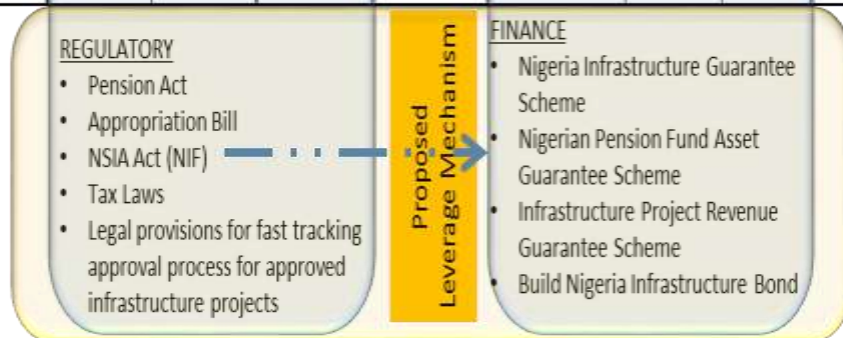 REGULATORY
• Pension Act
• Appropriation Bill
• NSIA Act (NIF)
• Tax Laws
• Legal provisions for fast tracking
approval process for approved
infrastructure projects
Proposed
Leverage Mechanism
FINANCE
• Nigeria Infrastructure Guarantee
Scheme
• Nigerian Pension Fund Asset
Guarantee Scheme
• Infrastructure Project Revenue
Guarantee Scheme
• Build Nigeria Infrastructure Bond